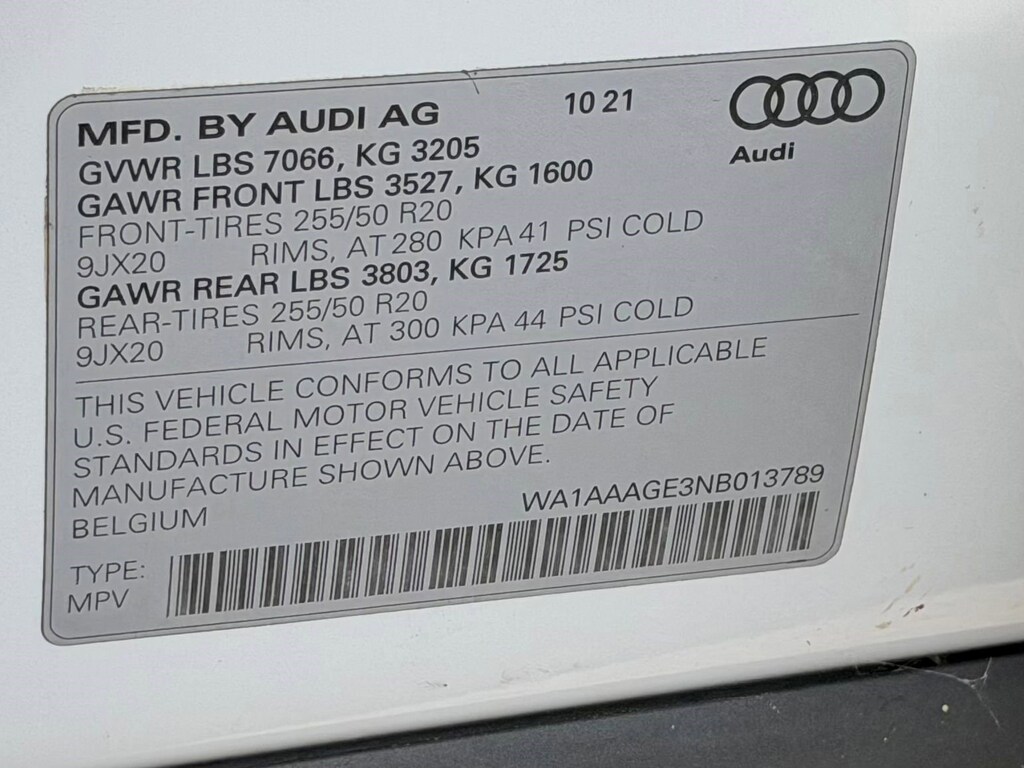 MFD. BY AUDI AG 10 21
Audi
GVWR LBS 7066, KG 3205
GAWR FRONT LBS 3527, KG 1600
FRONT-TIRES 255/50 R20
9JX20 RIMS, AT 280 KPA 41 PSI COLD
GAWR REAR LBS 3803, KG 1725
REAR-TIRES 255/50 R20
9JX20 RIMS, AT 300 KPA 44 PSI COLD
THIS VEHICLE CONFORMS TO ALL APPLICABLE
U.S. FEDERAL MOTOR VEHICLE SAFETY
STANDARDS IN EFFECT ON THE DATE OF
MANUFACTURE SHOWN ABOVE.
BELGIUM WA1AAAGE3NB013789
TYPE:
MPV